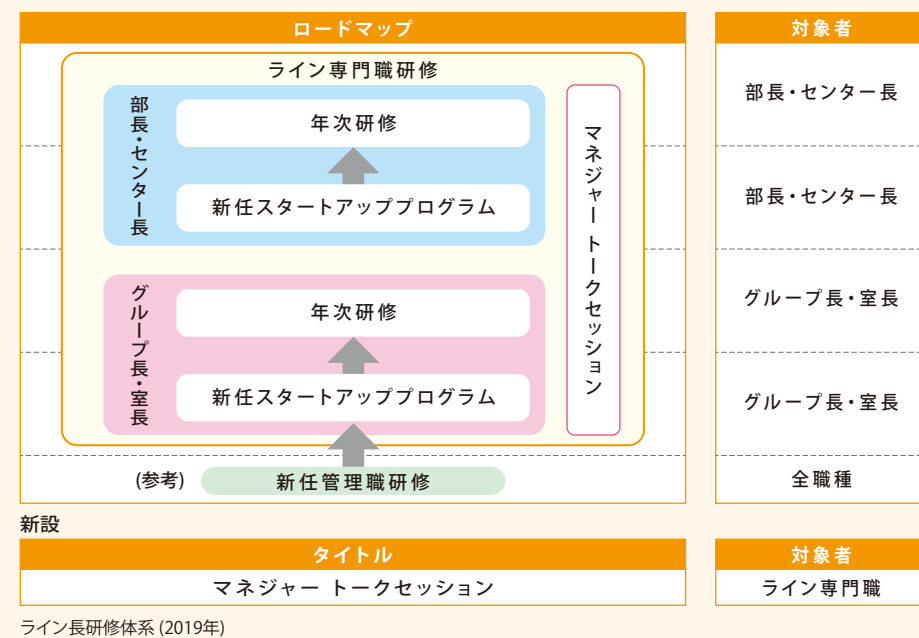 ロードマップ
対象者
ライン専門職研修
部長・センター長
年次研修
新任スタートアッププログラム
グループ長・室長
年次研修
新任スタートアッププログラム
マネジャー トークセッション
(参考)
新任管理職研修
部長・センター長
部長・センター長
グループ長・室長
グループ長・室長
全職種
新設
タイトル
対象者
マネジャー トークセッション
ライン専門職
ライン長研修体系 (2019年)